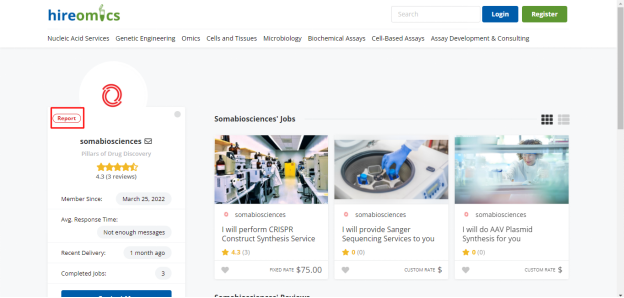 hireomics
Search
Login
Register
Nucleic Acid Services Genetic Engineering Omics Cells and Tissues Microbiology Biochemical Assays Cell-Based Assays Assay Development & Consulting
Report
somabiosciences
Pillars of Drug Discovery
4.3 (3 reviews)
Member Since: March 25, 2022
Avg. Response Time:
Not enough messages
Recent Delivery: 1 month ago
Completed Jobs: 3
Somabiosciences' Jobs
somabiosciences
I will perform CRISPR
Construct Synthesis Service
4.3 (3)
FIXED RATE $75.00
somabiosciences
I will provide Sanger
Sequencing Services to you
0 (0)
CUSTOM RATE $
somabiosciences
I will do AAV Plasmid
Synthesis for you
0 (0)
CUSTOM RATE $